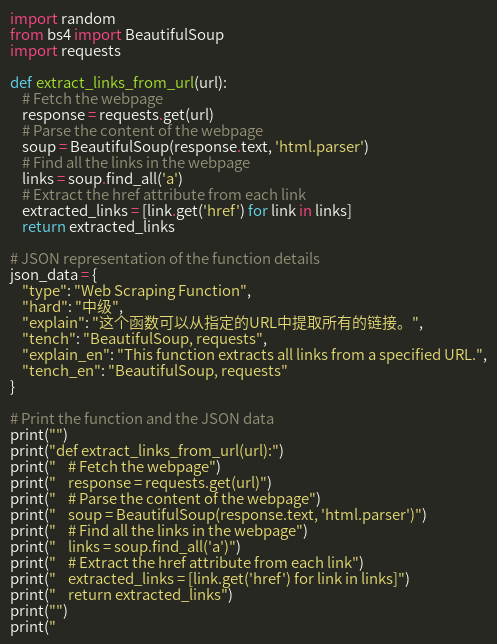 import random
from bs4 import BeautifulSoup
import requests

def extract_links_from_url(url):
    # Fetch the webpage
    response = requests.get(url)
    # Parse the content of the webpage
    soup = BeautifulSoup(response.text, 'html.parser')
    # Find all the links in the webpage
    links = soup.find_all('a')
    # Extract the href attribute from each link
    extracted_links = [link.get('href') for link in links]
    return extracted_links

# JSON representation of the function details
json_data = {
    "type": "Web Scraping Function",
    "hard": "中级",
    "explain": "这个函数可以从指定的URL中提取所有的链接。",
    "tench": "BeautifulSoup, requests",
    "explain_en": "This function extracts all links from a specified URL.",
    "tench_en": "BeautifulSoup, requests"
}

# Print the function and the JSON data
print("")
print("def extract_links_from_url(url):")
print("    # Fetch the webpage")
print("    response = requests.get(url)")
print("    # Parse the content of the webpage")
print("    soup = BeautifulSoup(response.text, 'html.parser')")
print("    # Find all the links in the webpage")
print("    links = soup.find_all('a')")
print("    # Extract the href attribute from each link")
print("    extracted_links = [link.get('href') for link in links]")
print("    return extracted_links")
print("")
print("